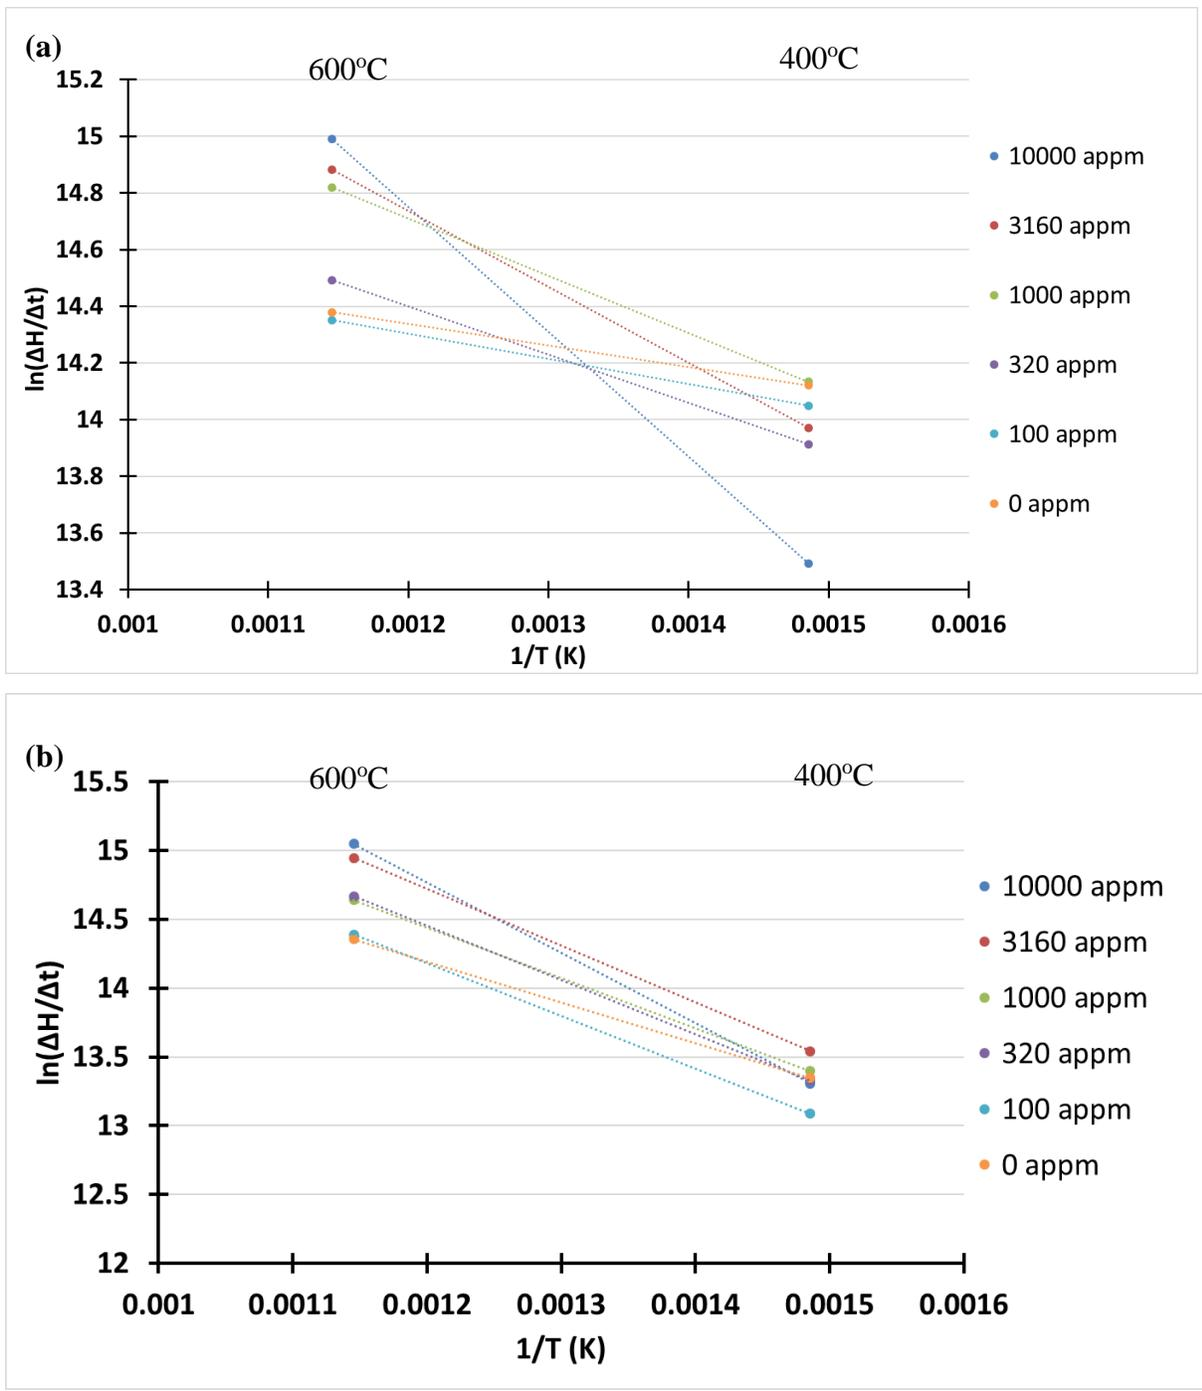 (a)
600ºC
400ºC
15.2
15
14.8
14.6
14.4
14.2
14
13.8
13.6
13.4
ln(ΔH/Δt)
0.001 0.0011 0.0012 0.0013 0.0014 0.0015 0.0016
1/T (K)
10000 appm
3160 appm
1000 appm
320 appm
100 appm
0 appm
(b)
600ºC
400ºC
15.5
15
14.5
14
13.5
13
12.5
12
ln(ΔH/Δt)
0.001 0.0011 0.0012 0.0013 0.0014 0.0015 0.0016
1/T (K)
10000 appm
3160 appm
1000 appm
320 appm
100 appm
0 appm